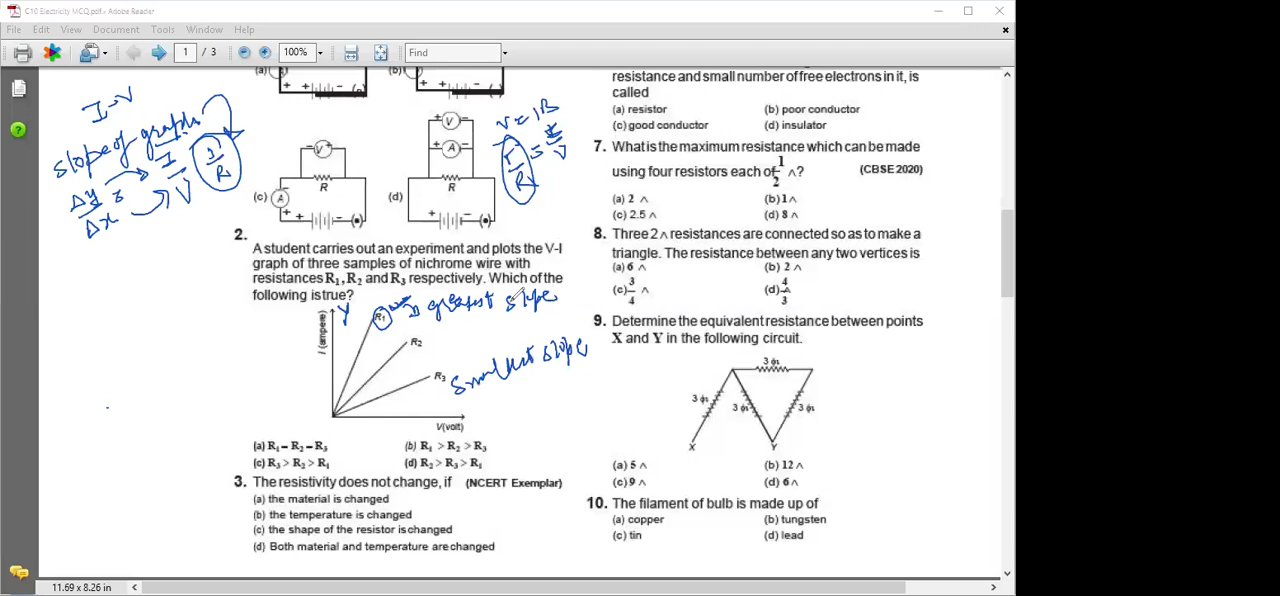 C10 Electricity MCQ.pdf - Adobe Reader
File Edit View Document Tools Window Help
1 / 3 100% Find
(a)
(b)
I-V
slope of graph
Δy
Δx
I
V
1
R
V = IR
1
R
=
I
V
V
A
R
(c)
V
A
R
(d)
2.
A student carries out an experiment and plots the V-I
graph of three samples of nichrome wire with
resistances R₁, R₂ and R₃ respectively. Which of the
following is true?
Y
I (ampere)
R₁
greatest slope
R₂
R₃
smallest slope
V(volt)
(a) R₁ – R₂ – R₃ (b) R₁ > R₂ > R₃
(c) R₃ > R₂ > R₁ (d) R₂ > R₃ > R₁
3. The resistivity does not change, if (NCERT Exemplar)
(a) the material is changed
(b) the temperature is changed
(c) the shape of the resistor is changed
(d) Both material and temperature are changed
resistance and small number of free electrons in it, is
called
(a) resistor (b) poor conductor
(c) good conductor (d) insulator
7. What is the maximum resistance which can be made
using four resistors each of 1/2 ^? (CBSE 2020)
(a) 2 ^ (b) 1 ^
(c) 2.5 ^ (d) 8 ^
8. Three 2 ^ resistances are connected so as to make a
triangle. The resistance between any two vertices is
(a) 6 ^ (b) 2 ^
(c) 3/4 ^ (d) 4/3 ^
9. Determine the equivalent resistance between points
X and Y in the following circuit.
X
Y
(a) 5 ^ (b) 12 ^
(c) 9 ^ (d) 6 ^
10. The filament of bulb is made up of
(a) copper (b) tungsten
(c) tin (d) lead
11.69 x 8.26 in